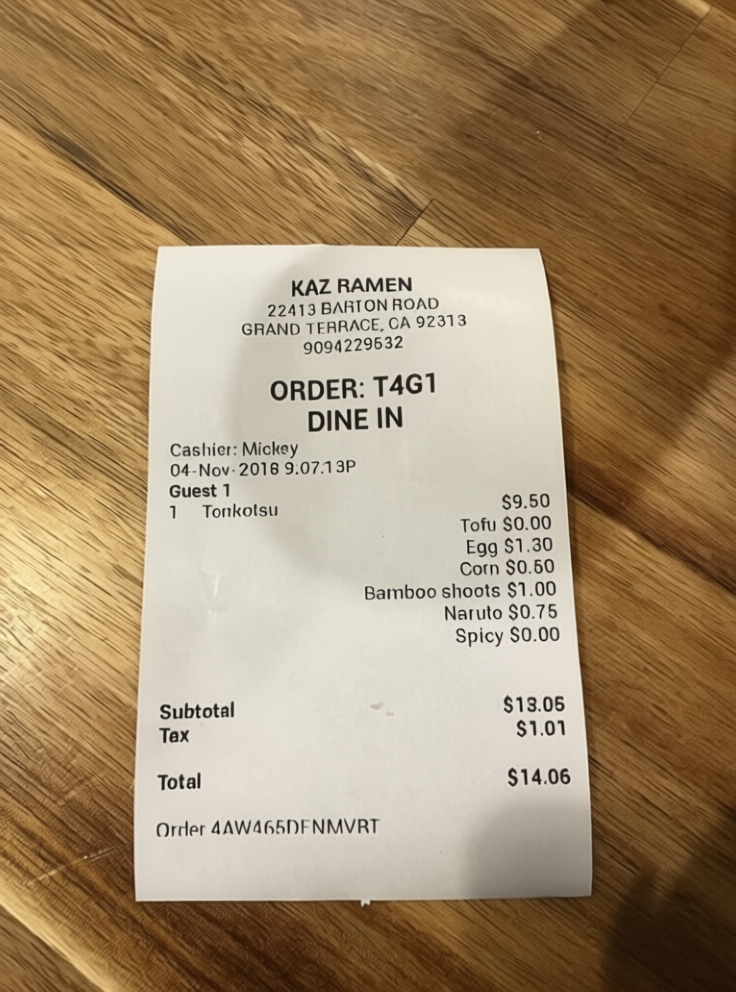 KAZ RAMEN
22413 BARTON ROAD
GRAND TERRACE, CA 92313
9094229632
ORDER: T4G1
DINE IN
Cashier: Mickey
04-Nov-2016 9:07:13P
Guest 1
1 Tonkotsu $9.50
Tofu $0.00
Egg $1.30
Corn $0.50
Bamboo shoots $1.00
Naruto $0.75
Spicy $0.00
Subtotal $13.05
Tax $1.01
Total $14.06
Order 4AW465DFNMVRT